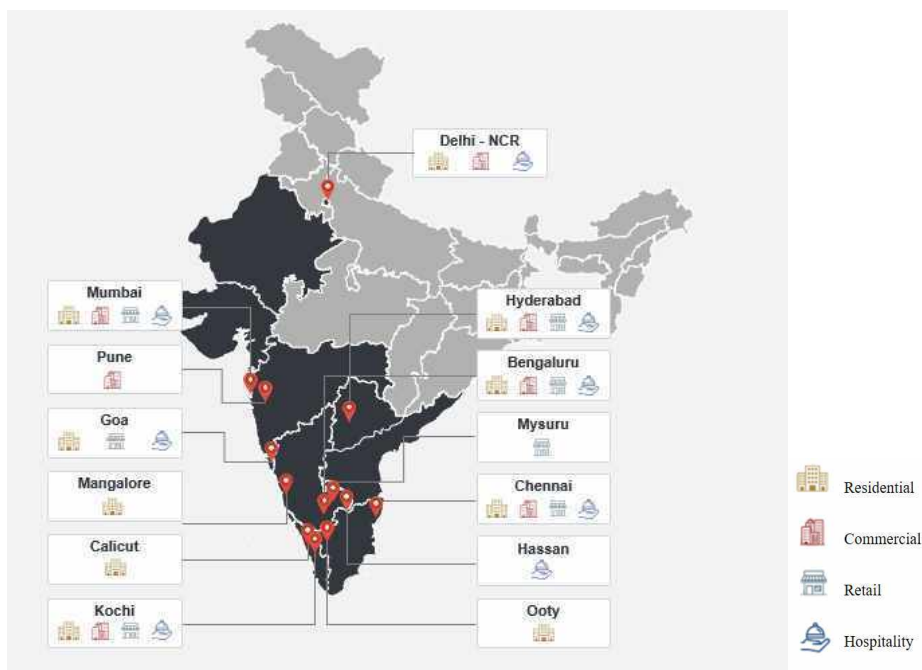 Delhi - NCR
Mumbai
Hyderabad
Pune
Bengaluru
Goa
Mysuru
Mangalore
Chennai
Calicut
Hassan
Kochi
Ooty
Residential
Commercial
Retail
Hospitality